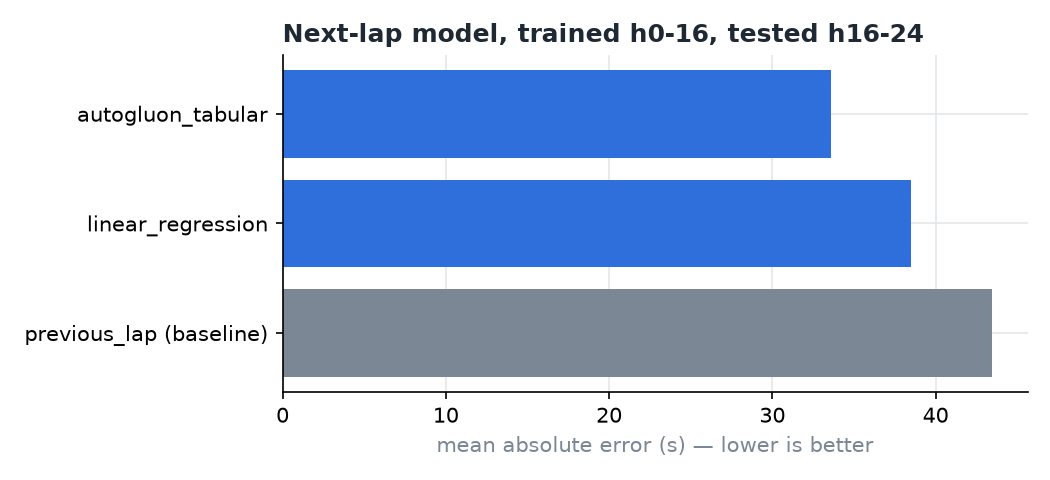 Next-lap model, trained h0-16, tested h16-24
autogluon_tabular
linear_regression
previous_lap (baseline)
0 10 20 30 40
mean absolute error (s) — lower is better